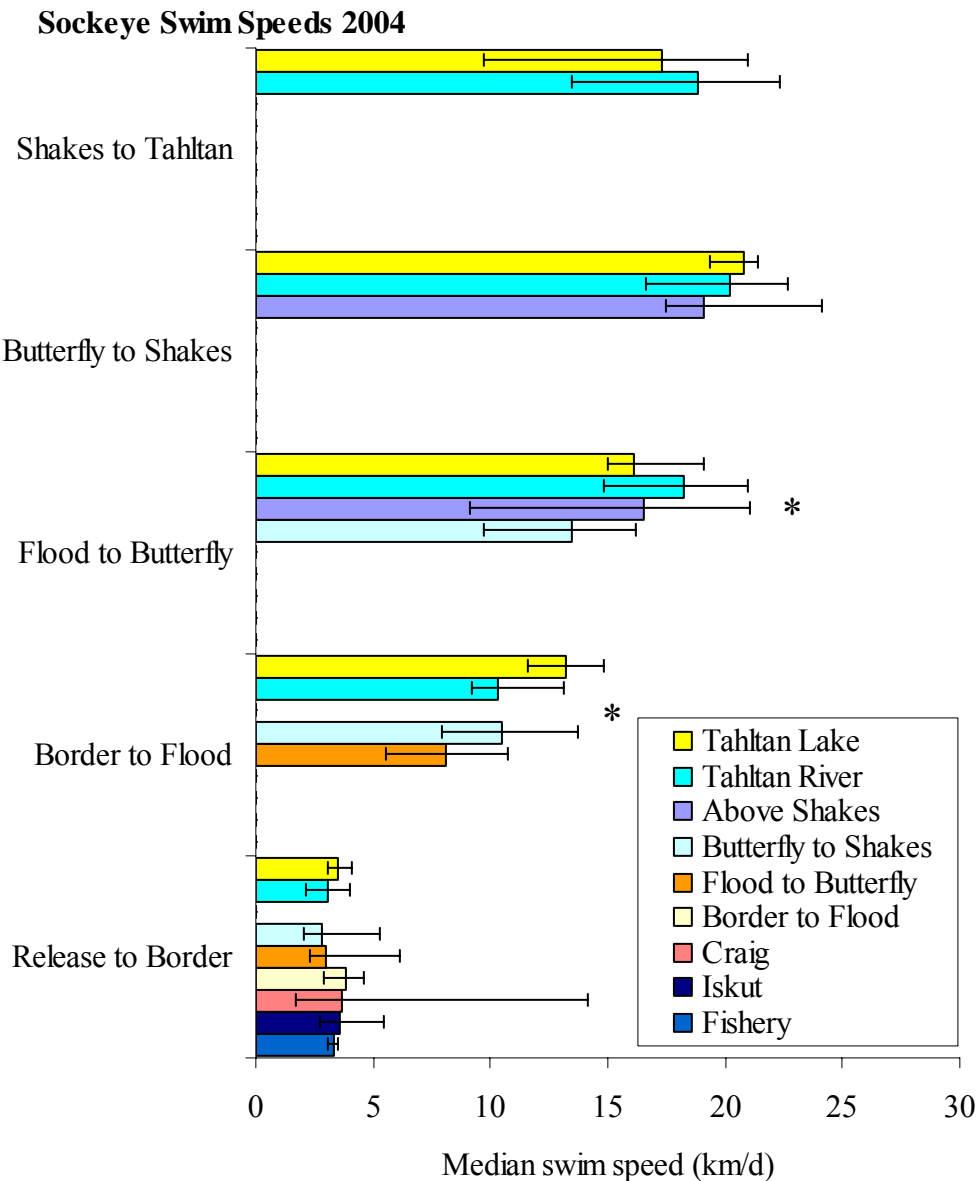 Sockeye Swim Speeds 2004
Shakes to Tahltan
Butterfly to Shakes
Flood to Butterfly
*
Border to Flood
*
Release to Border
Tahltan Lake
Tahltan River
Above Shakes
Butterfly to Shakes
Flood to Butterfly
Border to Flood
Craig
Iskut
Fishery
0 5 10 15 20 25 30
Median swim speed (km/d)